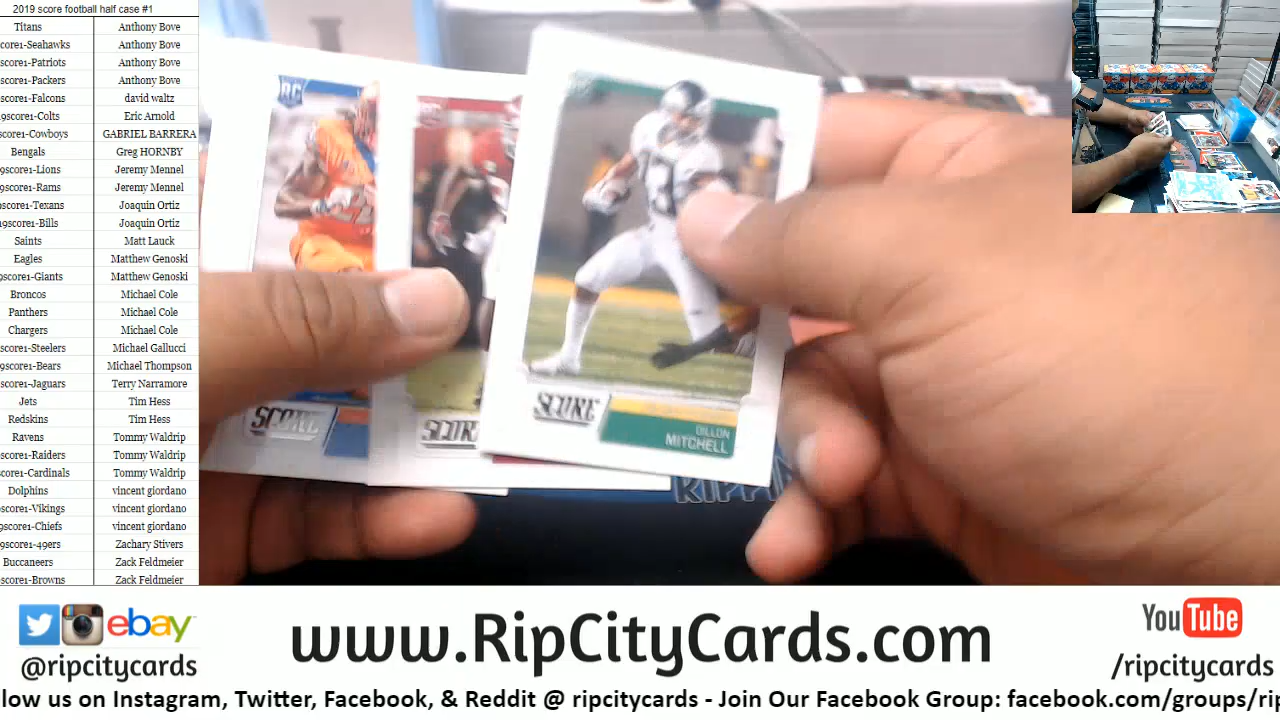 2019 score football half case #1
Titans Anthony Bove
core1-Seahawks Anthony Bove
score1-Patriots Anthony Bove
score1-Packers Anthony Bove
score1-Falcons david waltz
9score1-Colts Eric Arnold
score1-Cowboys GABRIEL BARRERA
Bengals Greg HORNBY
9score1-Lions Jeremy Mennel
9score1-Rams Jeremy Mennel
score1-Texans Joaquin Ortiz
19score1-Bills Joaquin Ortiz
Saints Matt Lauck
Eagles Matthew Genoski
9score1-Giants Matthew Genoski
Broncos Michael Cole
Panthers Michael Cole
Chargers Michael Cole
score1-Steelers Michael Gallucci
9score1-Bears Michael Thompson
score1-Jaguars Terry Narramore
Jets Tim Hess
Redskins Tim Hess
Ravens Tommy Waldrip
score1-Raiders Tommy Waldrip
core1-Cardinals Tommy Waldrip
Dolphins vincent giordano
score1-Vikings vincent giordano
9score1-Chiefs vincent giordano
9score1-49ers Zachary Stivers
Buccaneers Zack Feldmeier
score1-Browns Zack Feldmeier
RC
SCORE
SCOR
SCORE
DILLON
MITCHELL
RIPPIN
ebay
@ripcitycards
www.RipCityCards.com
YouTube
/ripcitycards
low us on Instagram, Twitter, Facebook, & Reddit @ ripcitycards - Join Our Facebook Group: facebook.com/groups/rip